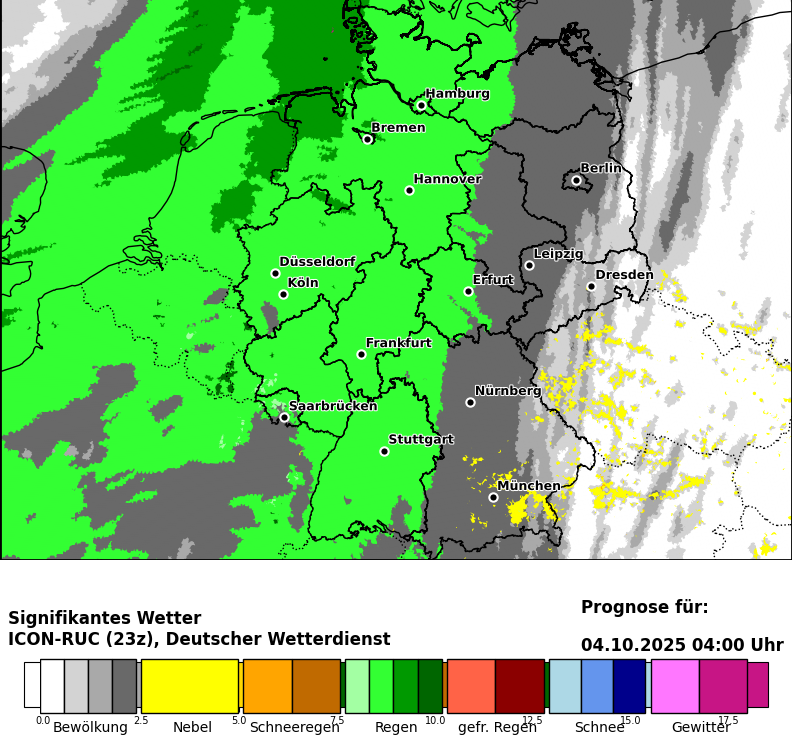 Hamburg
Bremen
Berlin
Hannover
Leipzig
Düsseldorf
Dresden
Köln
Erfurt
Frankfurt
Nürnberg
Saarbrücken
Stuttgart
München
Signifikantes Wetter
ICON-RUC (23z), Deutscher Wetterdienst
Prognose für:
04.10.2025 04:00 Uhr
0.0 2.5 5.0 7.5 10.0 12.5 15.0 17.5
Bewölkung Nebel Schneeregen Regen gefr. Regen Schnee Gewitter